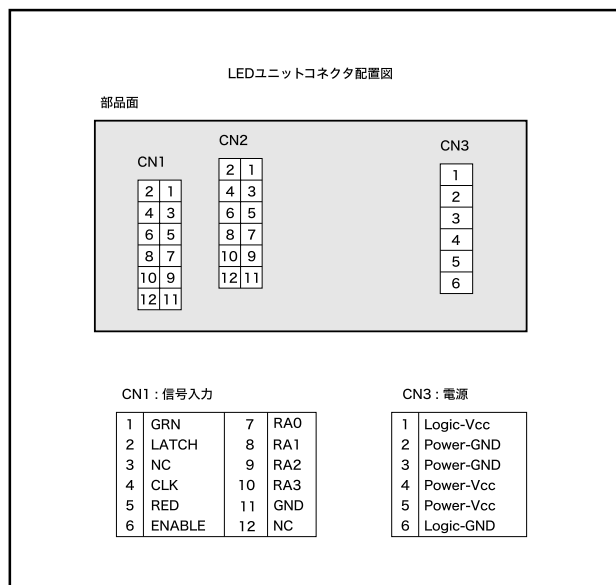 LEDユニットコネクタ配置図
部品面
CN1
2 1
4 3
6 5
8 7
10 9
12 11
CN2
2 1
4 3
6 5
8 7
10 9
12 11
CN3
1
2
3
4
5
6
CN1 : 信号入力
1 GRN 7 RA0
2 LATCH 8 RA1
3 NC 9 RA2
4 CLK 10 RA3
5 RED 11 GND
6 ENABLE 12 NC
CN3 : 電源
1 Logic-Vcc
2 Power-GND
3 Power-GND
4 Power-Vcc
5 Power-Vcc
6 Logic-GND